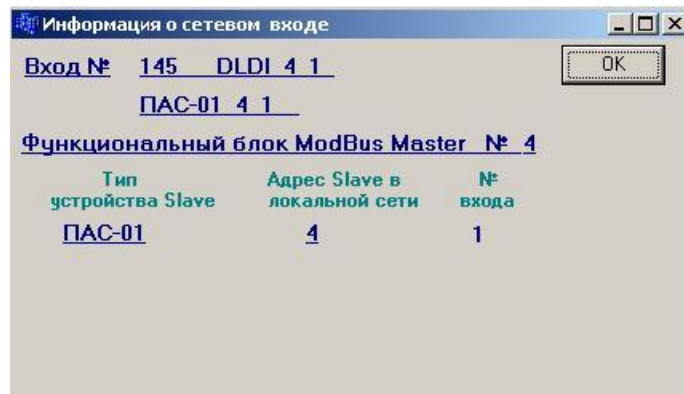 Информация о сетевом входе
Вход № 145 DLDI 4 1
OK
ПАС-01 4 1
Функциональный блок ModBus Master № 4
Тип устройства Slave
Адрес Slave в локальной сети
№ входа
ПАС-01 4 1